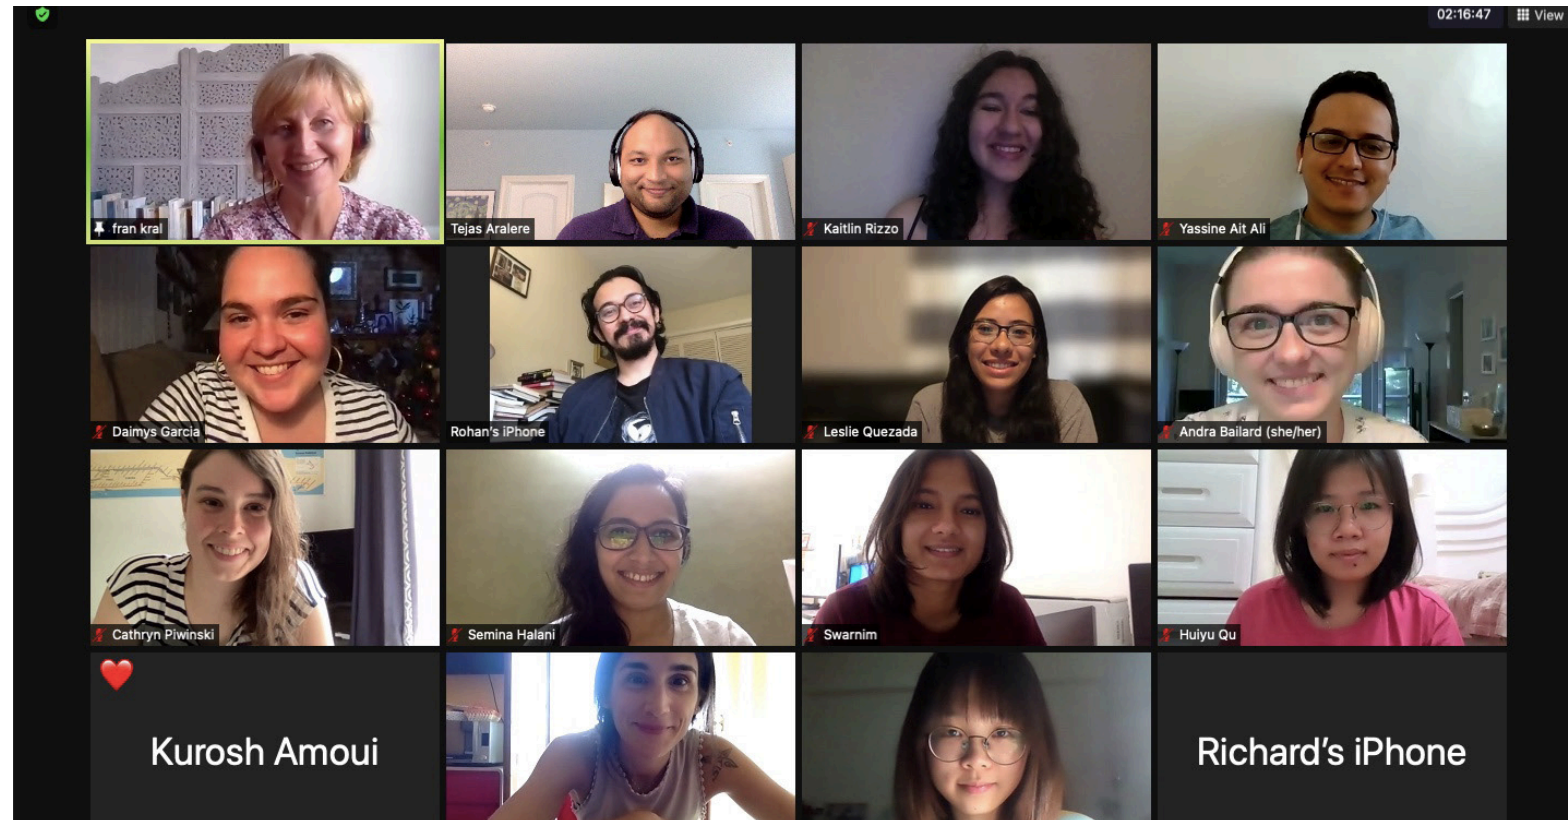 02:16:47
View
fran kral
Tejas Aralere
Kaitlin Rizzo
Yassine Ait Ali
Daimys Garcia
Rohan's iPhone
Leslie Quezada
Andra Bailard (she/her)
Cathryn Piwinski
Semina Halani
Swarnim
Huiyu Qu
Kurosh Amoui
Richard's iPhone